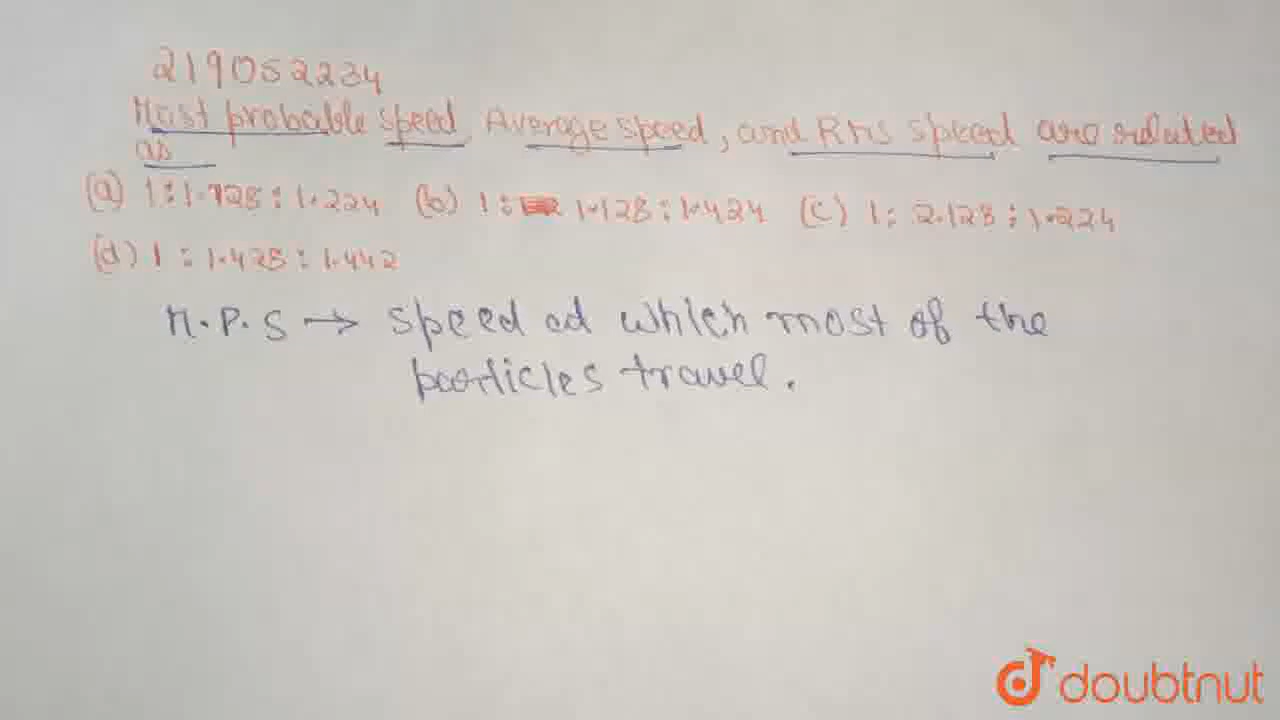 219052234
Most probable speed, Average speed, and Rms speed are related
as
(a) 1:1.128:1.224 (b) 1: 1.128:1.424 (c) 1: 2.128:1.224
(d) 1:1.428:1.442
M.P.S → speed at which most of the
particles travel.
doubtnut